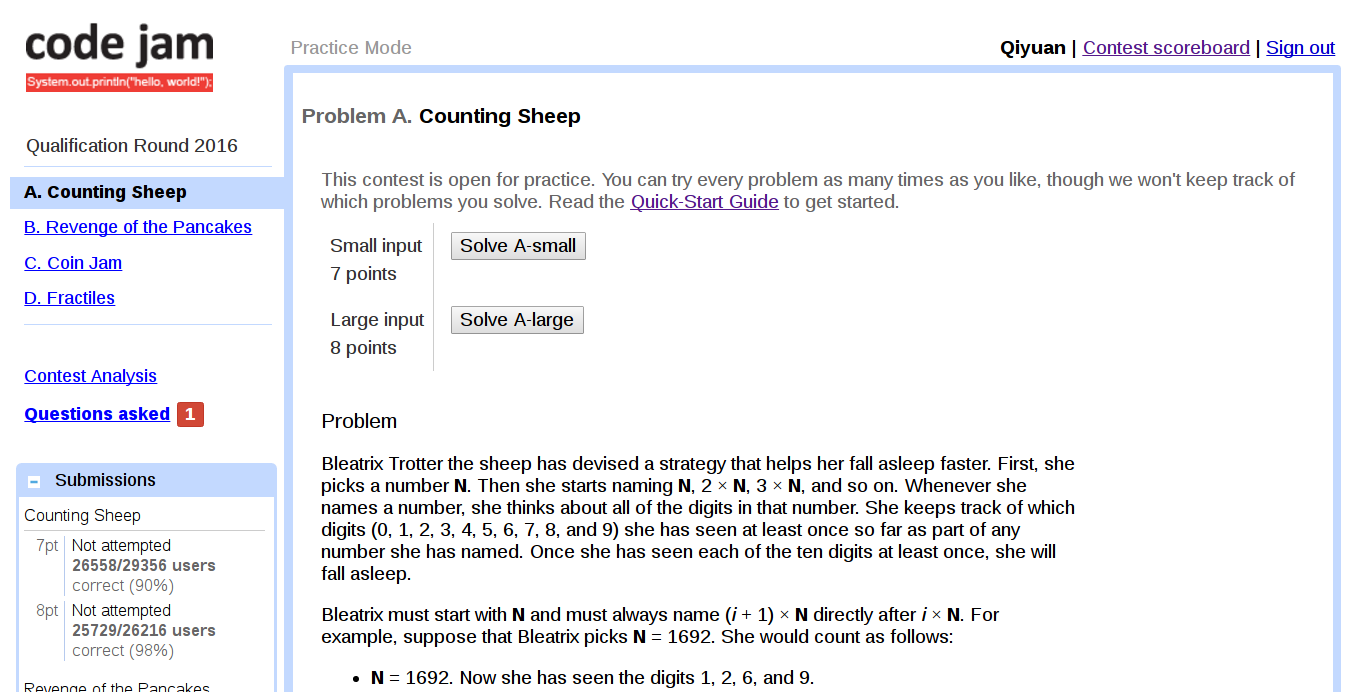 code jam
System.out.println("hello, world!");
Practice Mode
Qiyuan | Contest scoreboard | Sign out
Qualification Round 2016
A. Counting Sheep
B. Revenge of the Pancakes
C. Coin Jam
D. Fractiles
Contest Analysis
Questions asked 1
Submissions
Counting Sheep
7pt Not attempted
26558/29356 users
correct (90%)
8pt Not attempted
25729/26216 users
correct (98%)
Revenge of the Pancakes
Problem A. Counting Sheep
This contest is open for practice. You can try every problem as many times as you like, though we won't keep track of
which problems you solve. Read the Quick-Start Guide to get started.
Small input
7 points
Solve A-small
Large input
8 points
Solve A-large
Problem
Bleatrix Trotter the sheep has devised a strategy that helps her fall asleep faster. First, she
picks a number N. Then she starts naming N, 2 × N, 3 × N, and so on. Whenever she
names a number, she thinks about all of the digits in that number. She keeps track of which
digits (0, 1, 2, 3, 4, 5, 6, 7, 8, and 9) she has seen at least once so far as part of any
number she has named. Once she has seen each of the ten digits at least once, she will
fall asleep.
Bleatrix must start with N and must always name (i + 1) × N directly after i × N. For
example, suppose that Bleatrix picks N = 1692. She would count as follows:
• N = 1692. Now she has seen the digits 1, 2, 6, and 9.